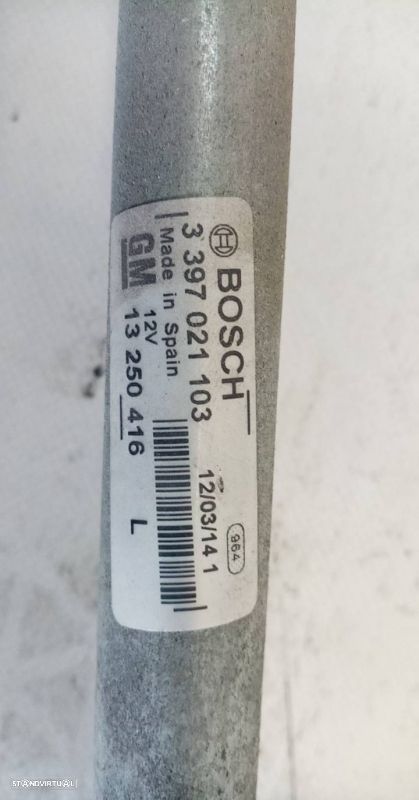 BOSCH
3 397 021 103
Made in Spain
12/03/14 1
964
GM
12V
13 250 416
L
STANDVIRTUAL